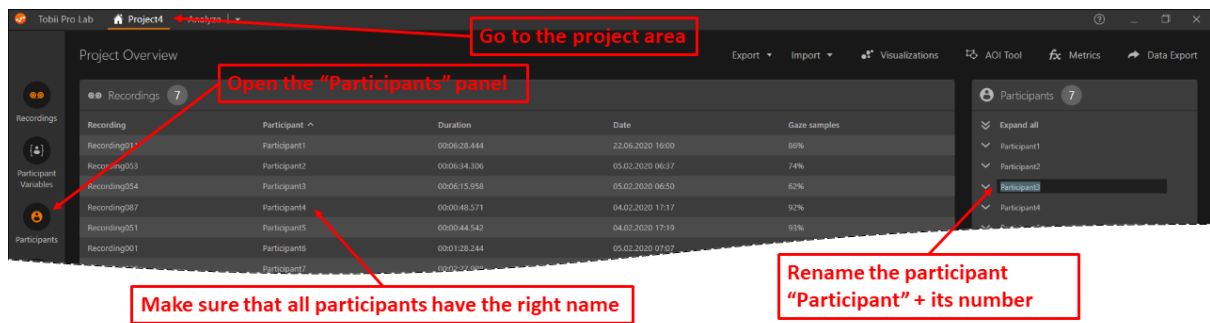 Tobii Pro Lab Project4 Analyze
Go to the project area
Project Overview Export Import Visualizations AOI Tool fx Metrics Data Export
Open the “Participants” panel
Recordings 7
Participants 7
Recordings
Recording Participant Duration Date Gaze samples
Expand all
Recording011 Participant1 00:06:28.444 22.06.2020 16:00 86%
Participant1
Recording053 Participant2 00:06:34.306 05.02.2020 06:37 74%
Participant2
Participant
Variables
Recording054 Participant3 00:06:15.958 05.02.2020 06:50 62%
Participant3
Recording087 Participant4 00:00:48.571 04.02.2020 17:17 92%
Participant4
Recording051 Participant5 00:00:44.542 04.02.2020 17:19 93%
Participants
Recording001 Participant6 00:01:28.244 05.02.2020 07:07
Participant7
Rename the participant
“Participant” + its number
Make sure that all participants have the right name